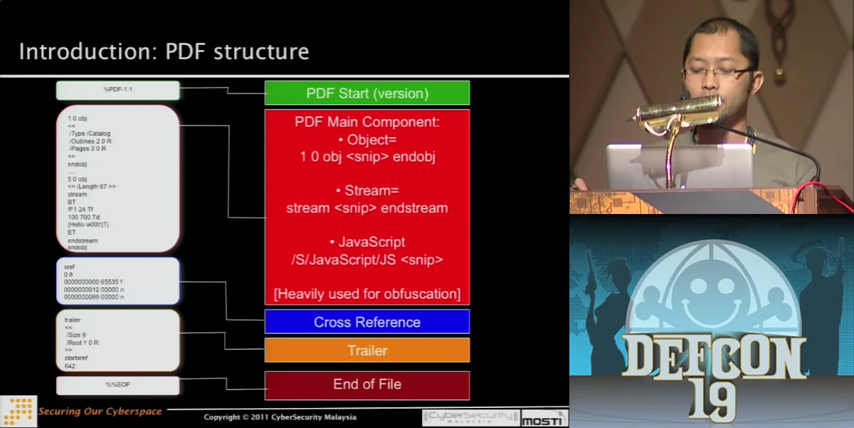 Introduction: PDF structure
%PDF-1.1
PDF Start (version)
1 0 obj
<<
/Type /Catalog
/Outlines 2 0 R
/Pages 3 0 R
>>
endobj
.....
5 0 obj
<< /Length 67 >>
stream
BT
/F1 24 Tf
100 700 Td
(Hello w00t!)Tj
ET
endstream
endobj
PDF Main Component:
• Object=
1 0 obj <snip> endobj
• Stream=
stream <snip> endstream
• JavaScript
/S/JavaScript/JS <snip>
[Heavily used for obfuscation]
xref
0 8
0000000000 65535 f
0000000012 00000 n
0000000089 00000 n
Cross Reference
trailer
<<
/Size 8
/Root 1 0 R
>>
startxref
642
Trailer
%%EOF
End of File
Securing Our Cyberspace
Copyright © 2011 CyberSecurity Malaysia
CyberSecurity
MALAYSIA
MOSTI
DEFCON
19